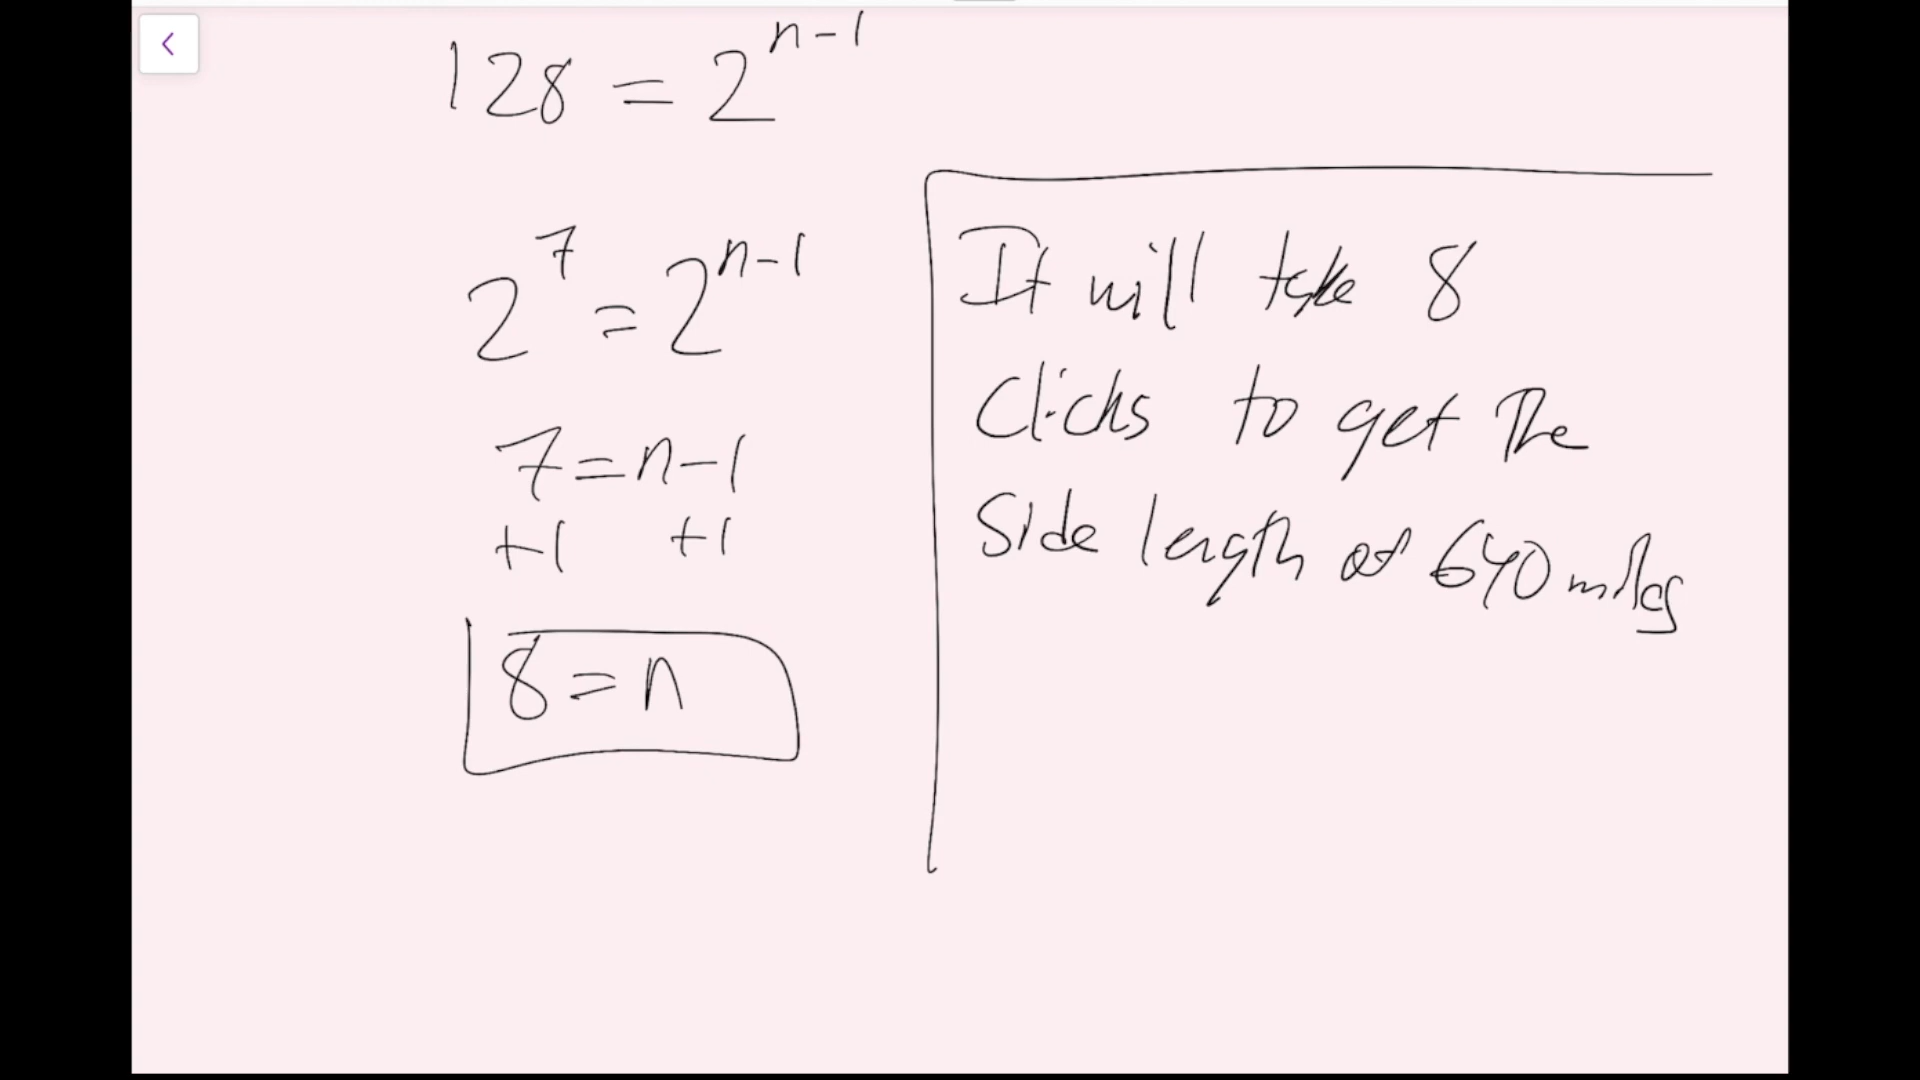 128 = 2^{n-1}
2^7 = 2^{n-1}
7 = n-1
+1 +1
8 = n
It will take 8
Clicks to get The
Side length at 640 miles